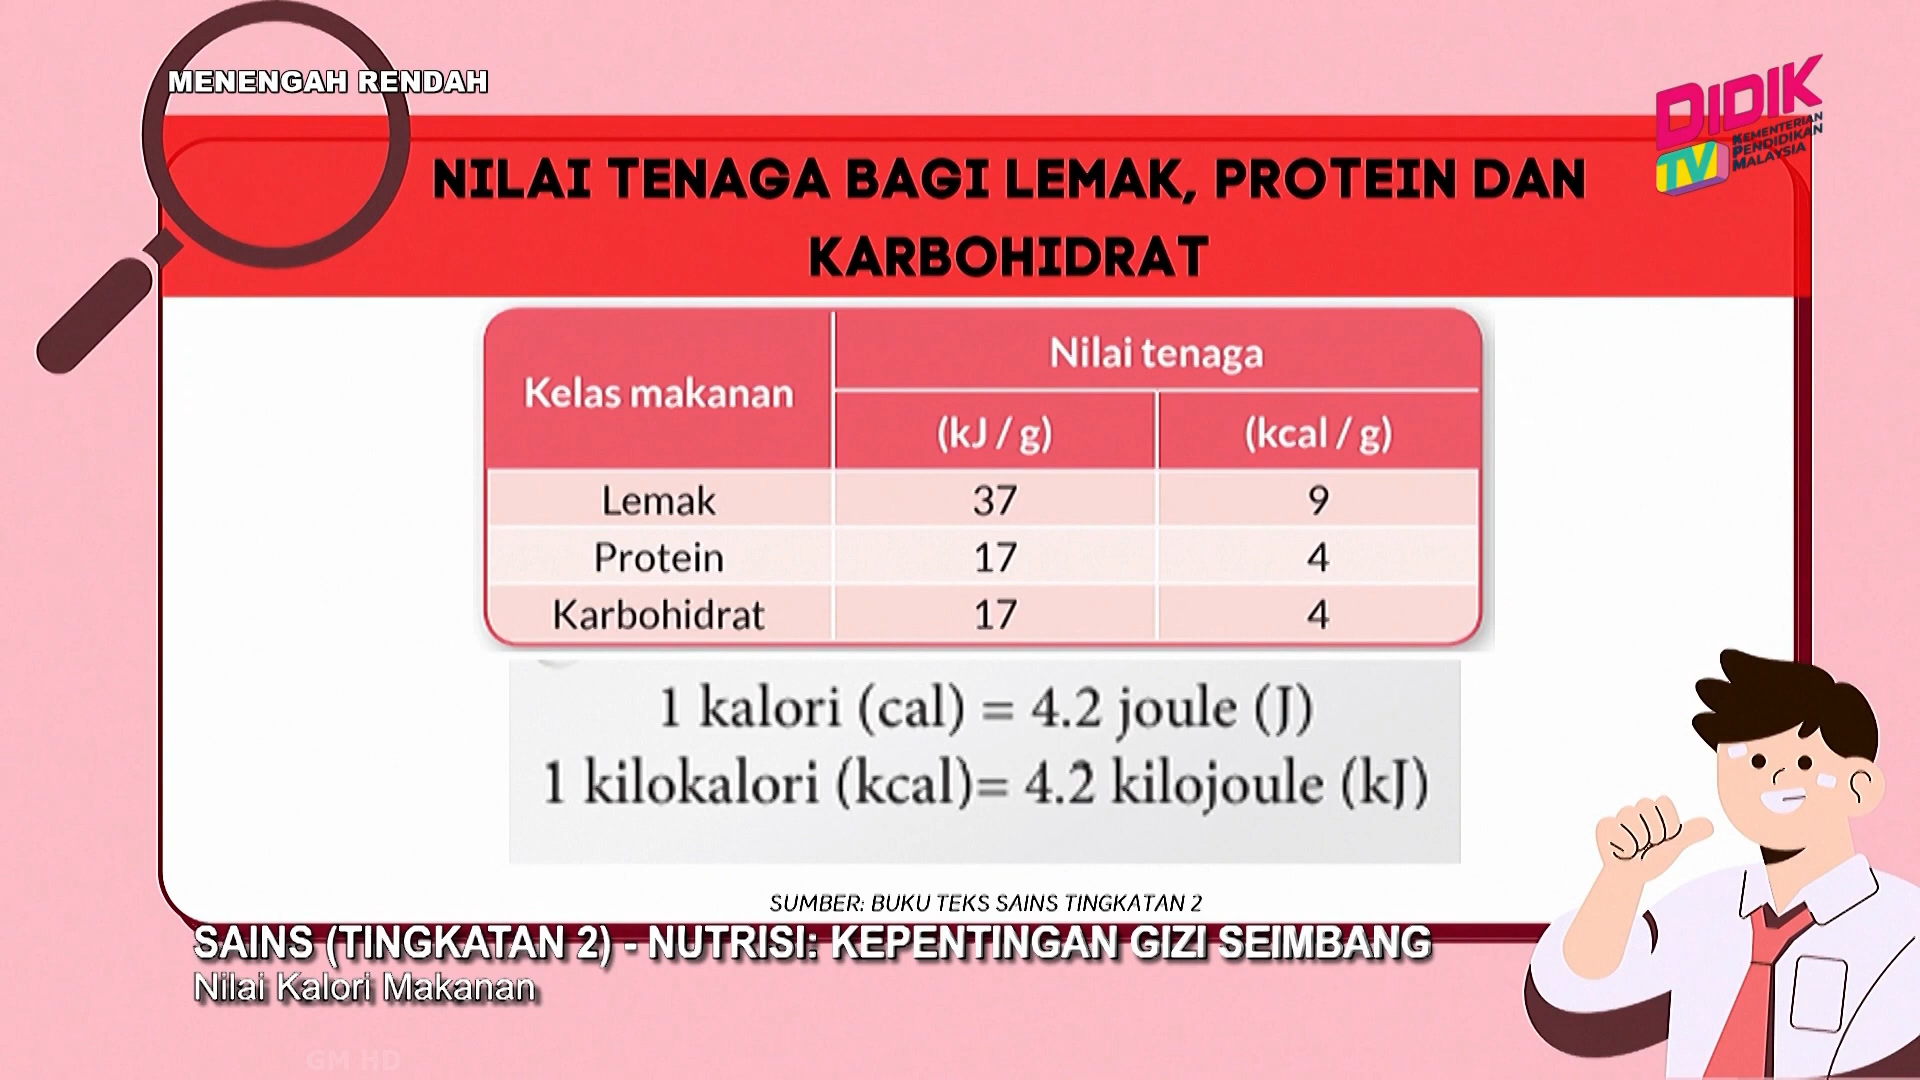 MENENGAH RENDAH
DIDIK
TV
KEMENTERIAN
PENDIDIKAN
MALAYSIA
NILAI TENAGA BAGI LEMAK, PROTEIN DAN
KARBOHIDRAT
Kelas makanan
Nilai tenaga
(kJ / g) (kcal / g)
Lemak 37 9
Protein 17 4
Karbohidrat 17 4
1 kalori (cal) = 4.2 joule (J)
1 kilokalori (kcal)= 4.2 kilojoule (kJ)
SUMBER: BUKU TEKS SAINS TINGKATAN 2
SAINS (TINGKATAN 2) - NUTRISI: KEPENTINGAN GIZI SEIMBANG
Nilai Kalori Makanan
GM HD